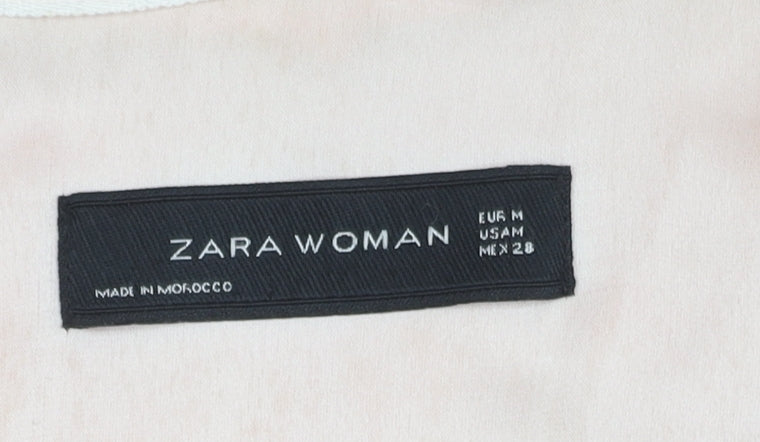 ZARA WOMAN
EUR M
USA M
MEX 28
MADE IN MOROCCO